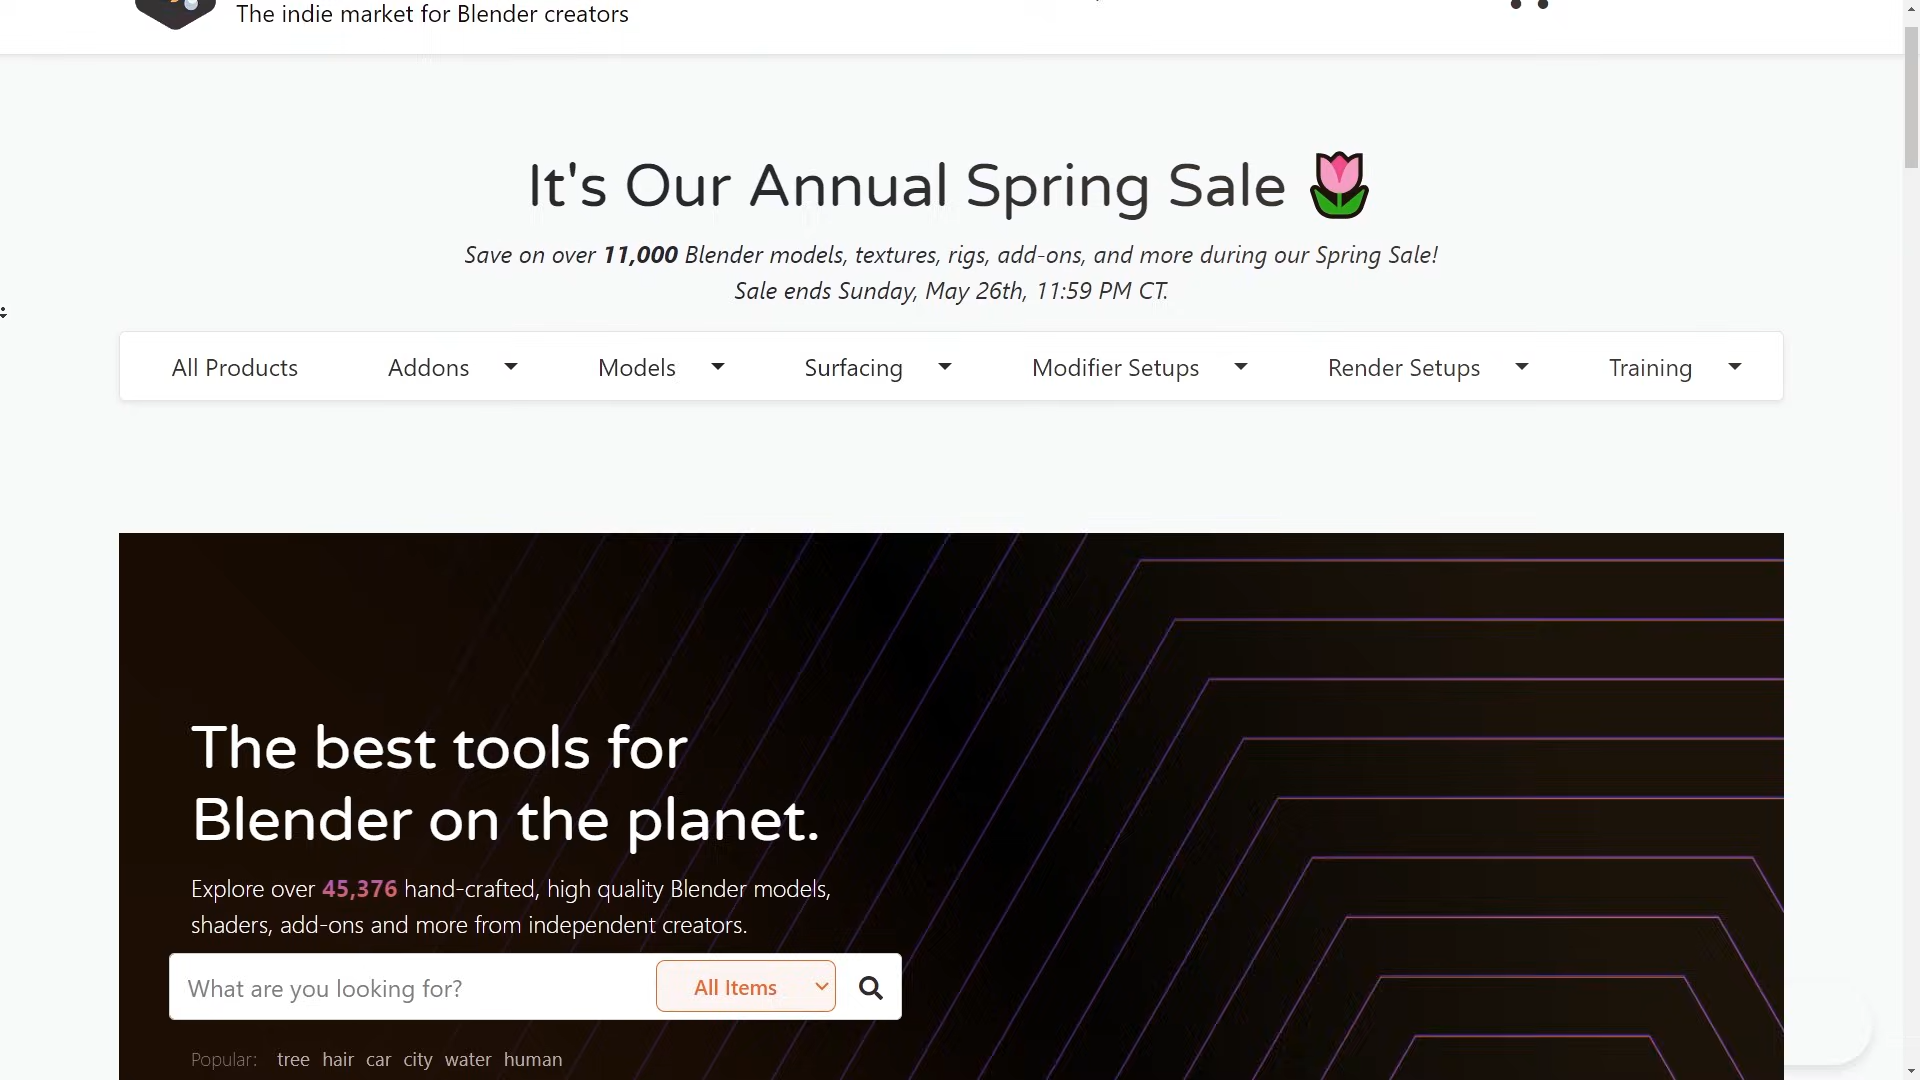 The indie market for Blender creators
It's Our Annual Spring Sale
Save on over 11,000 Blender models, textures, rigs, add-ons, and more during our Spring Sale!
Sale ends Sunday, May 26th, 11:59 PM CT.
All Products Addons Models Surfacing Modifier Setups Render Setups Training
The best tools for
Blender on the planet.
Explore over 45,376 hand-crafted, high quality Blender models,
shaders, add-ons and more from independent creators.
What are you looking for? All Items
Popular: tree hair car city water human